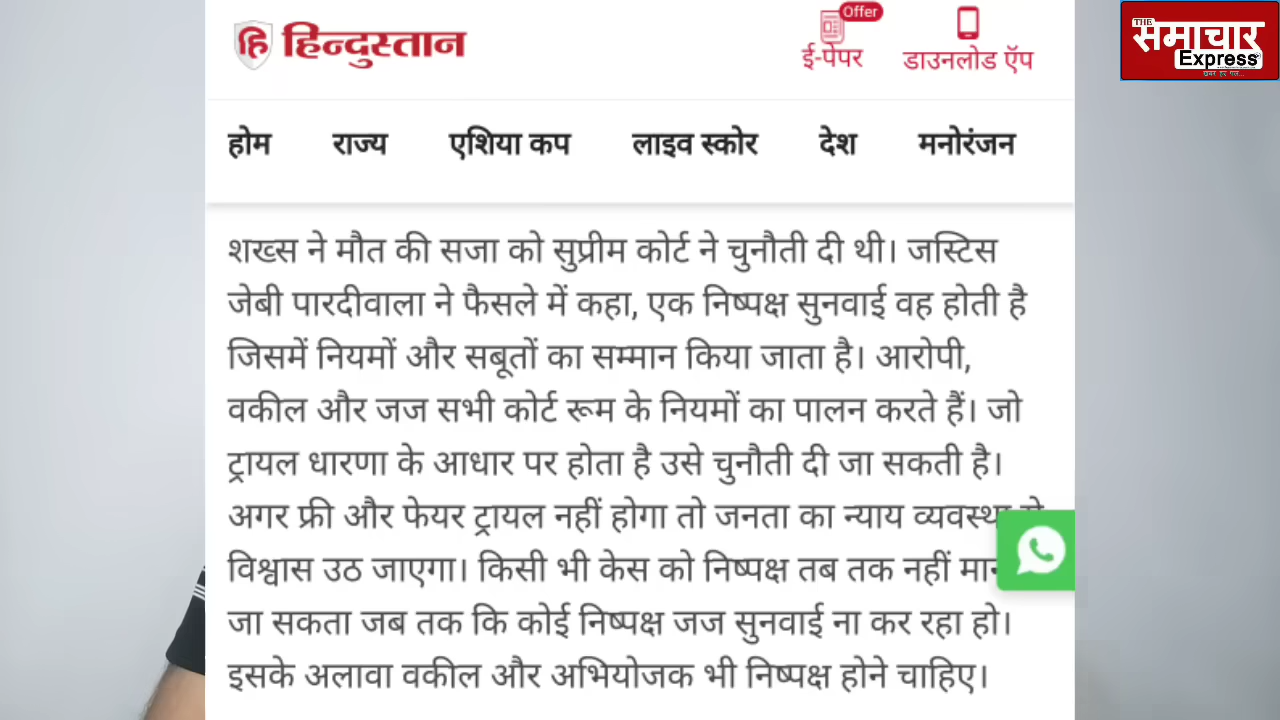 हि हिन्दुस्तान
Offer
ई-पेपर
डाउनलोड ऍप
THE
समाचार
Express
होम राज्य एशिया कप लाइव स्कोर देश मनोरंजन
शख्स ने मौत की सजा को सुप्रीम कोर्ट ने चुनौती दी थी। जस्टिस
जेबी पारदीवाला ने फैसले में कहा, एक निष्पक्ष सुनवाई वह होती है
जिसमें नियमों और सबूतों का सम्मान किया जाता है। आरोपी,
वकील और जज सभी कोर्ट रूम के नियमों का पालन करते हैं। जो
ट्रायल धारणा के आधार पर होता है उसे चुनौती दी जा सकती है।
अगर फ्री और फेयर ट्रायल नहीं होगा तो जनता का न्याय व्यवस्था
विश्वास उठ जाएगा। किसी भी केस को निष्पक्ष तब तक नहीं
जा सकता जब तक कि कोई निष्पक्ष जज सुनवाई ना कर रहा हो।
इसके अलावा वकील और अभियोजक भी निष्पक्ष होने चाहिए।